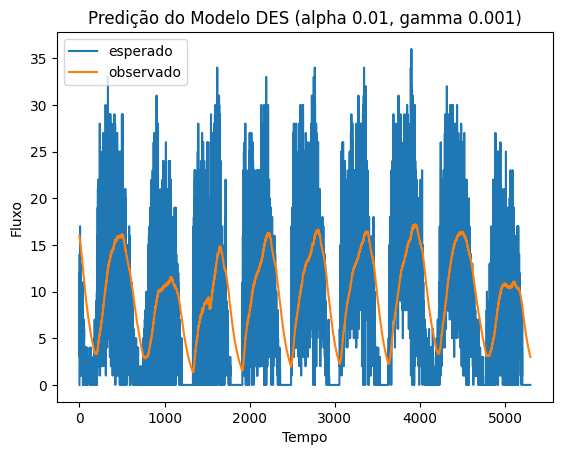 Predição do Modelo DES (alpha 0.01, gamma 0.001)
esperado
observado
35
30
25
20
15
10
5
0
Fluxo
0 1000 2000 3000 4000 5000
Tempo